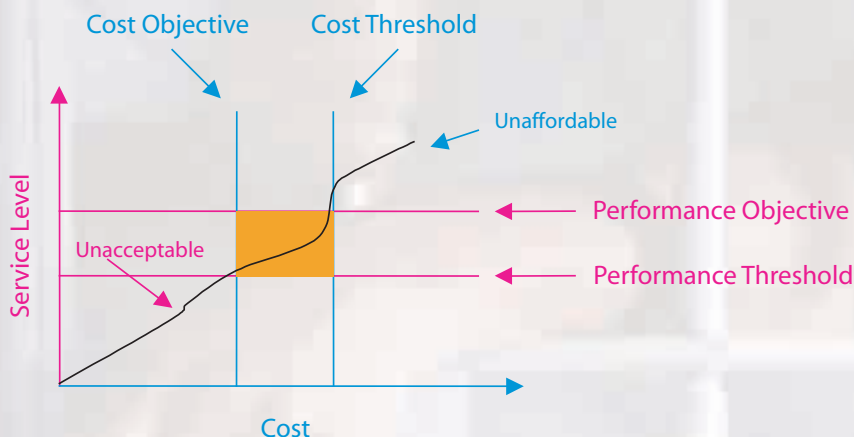 Cost Objective
Cost Threshold
Unaffordable
Service Level
Performance Objective
Unacceptable
Performance Threshold
Cost